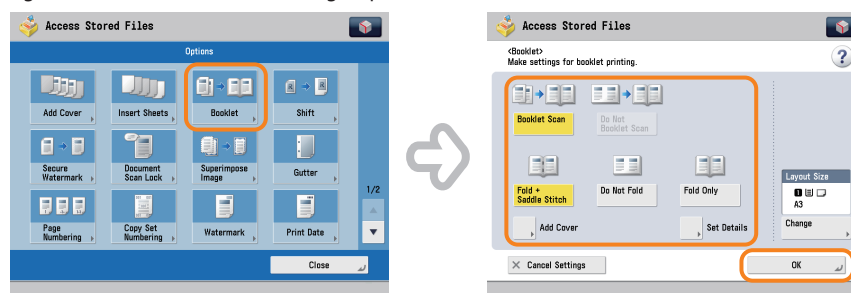 Access Stored Files
Options
Add Cover
Insert Sheets
Booklet
Shift
Secure
Watermark
Document
Scan Lock
Superimpose
Image
Gutter
1/2
Page
Numbering
Copy Set
Numbering
Watermark
Print Date
Close
Access Stored Files
<Booklet>
Make settings for booklet printing.
?
Booklet Scan
Do Not
Booklet Scan
Fold +
Saddle Stitch
Do Not Fold
Fold Only
Add Cover
Set Details
Layout Size
1
A3
Change
Cancel Settings
OK